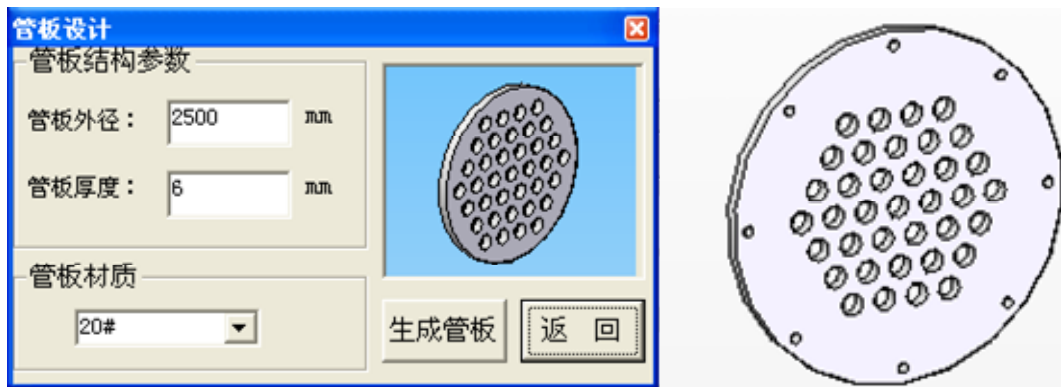 管板设计
管板结构参数
管板外径： 2500 mm
管板厚度： 6 mm
管板材质
20#
生成管板 返 回